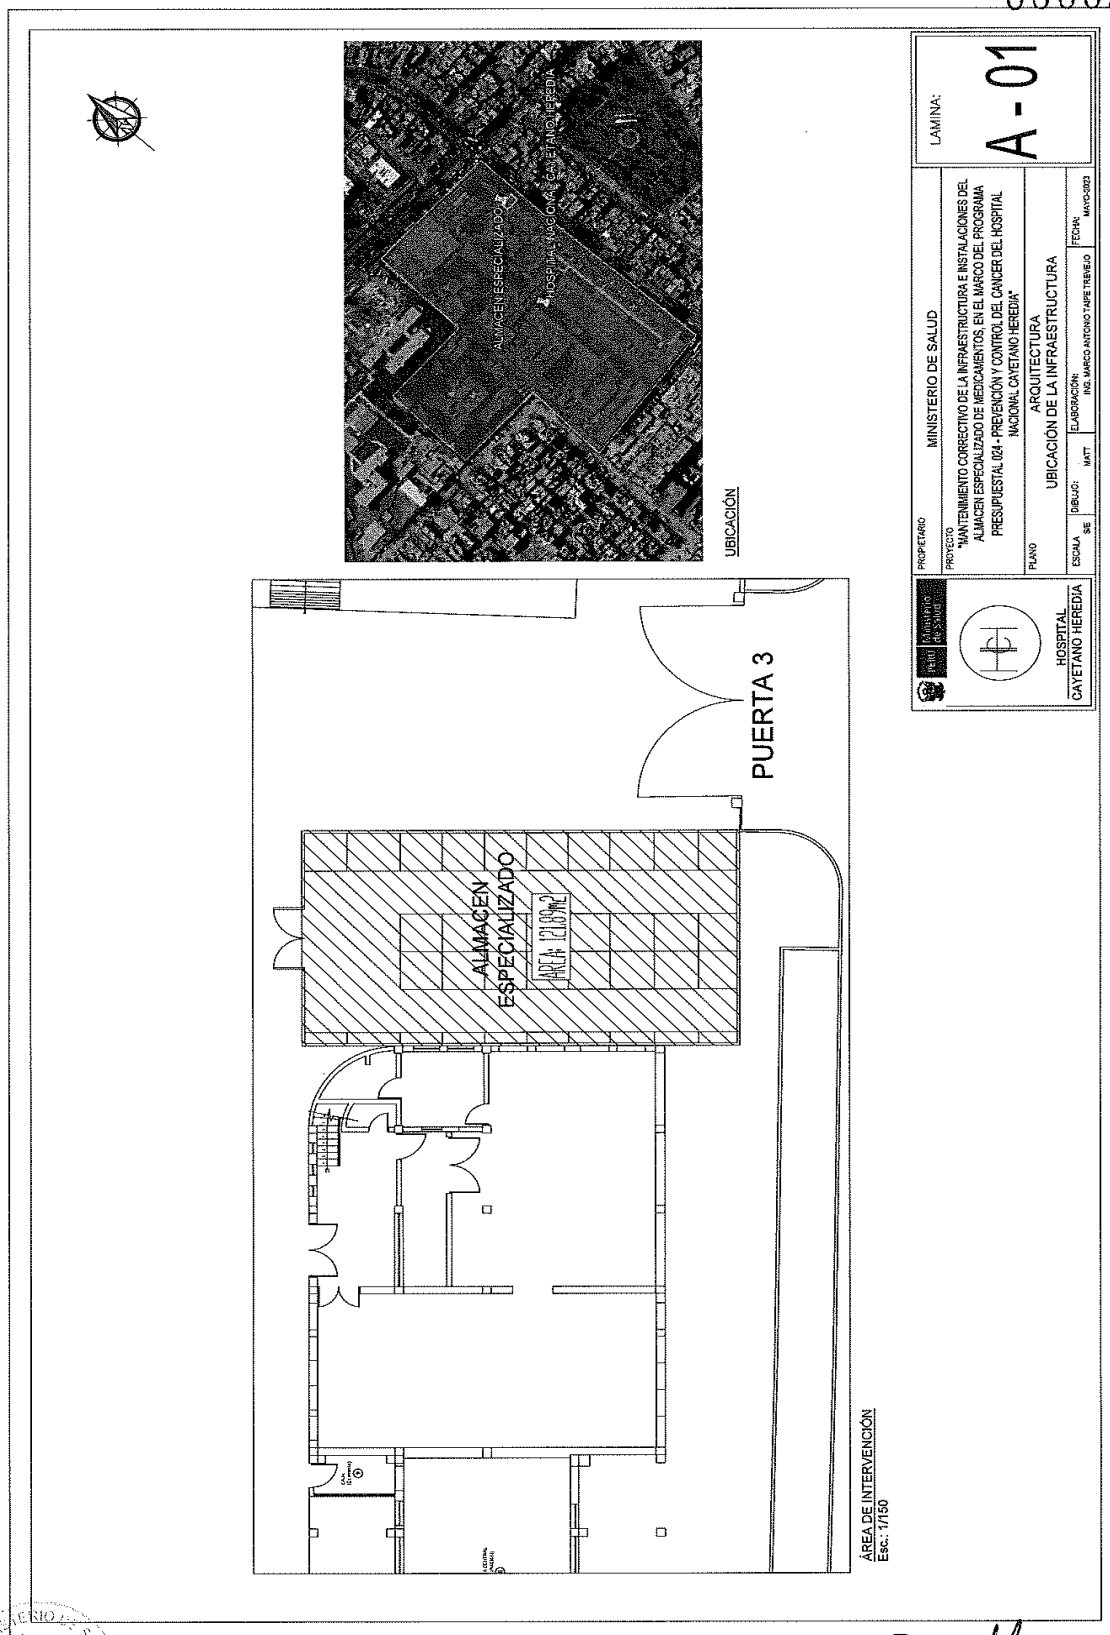 ALMACEN ESPECIALIZADO
HOSPITAL NACIONAL CAYETANO HEREDIA
UBICACIÓN
PUERTA 3
ALMACEN
ESPECIALIZADO
AREA: 121.89m2
ÁREA DE INTERVENCIÓN
Esc.: 1/150
PERÚ
Ministerio
de Salud
HOSPITAL
CAYETANO HEREDIA
PROPIETARIO
MINISTERIO DE SALUD
PROYECTO
"MANTENIMIENTO CORRECTIVO DE LA INFRAESTRUCTURA E INSTALACIONES DEL
ALMACEN ESPECIALIZADO DE MEDICAMENTOS, EN EL MARCO DEL PROGRAMA
PRESUPUESTAL 024 - PREVENCIÓN Y CONTROL DEL CANCER DEL HOSPITAL
NACIONAL CAYETANO HEREDIA"
PLANO
ARQUITECTURA
UBICACIÓN DE LA INFRAESTRUCTURA
ESCALA
S/E
DIBUJO:
MATT
ELABORACIÓN:
ING. MARCO ANTONIO TAIPE TREVEJO
FECHA:
MAYO-2023
LAMINA:
A - 01